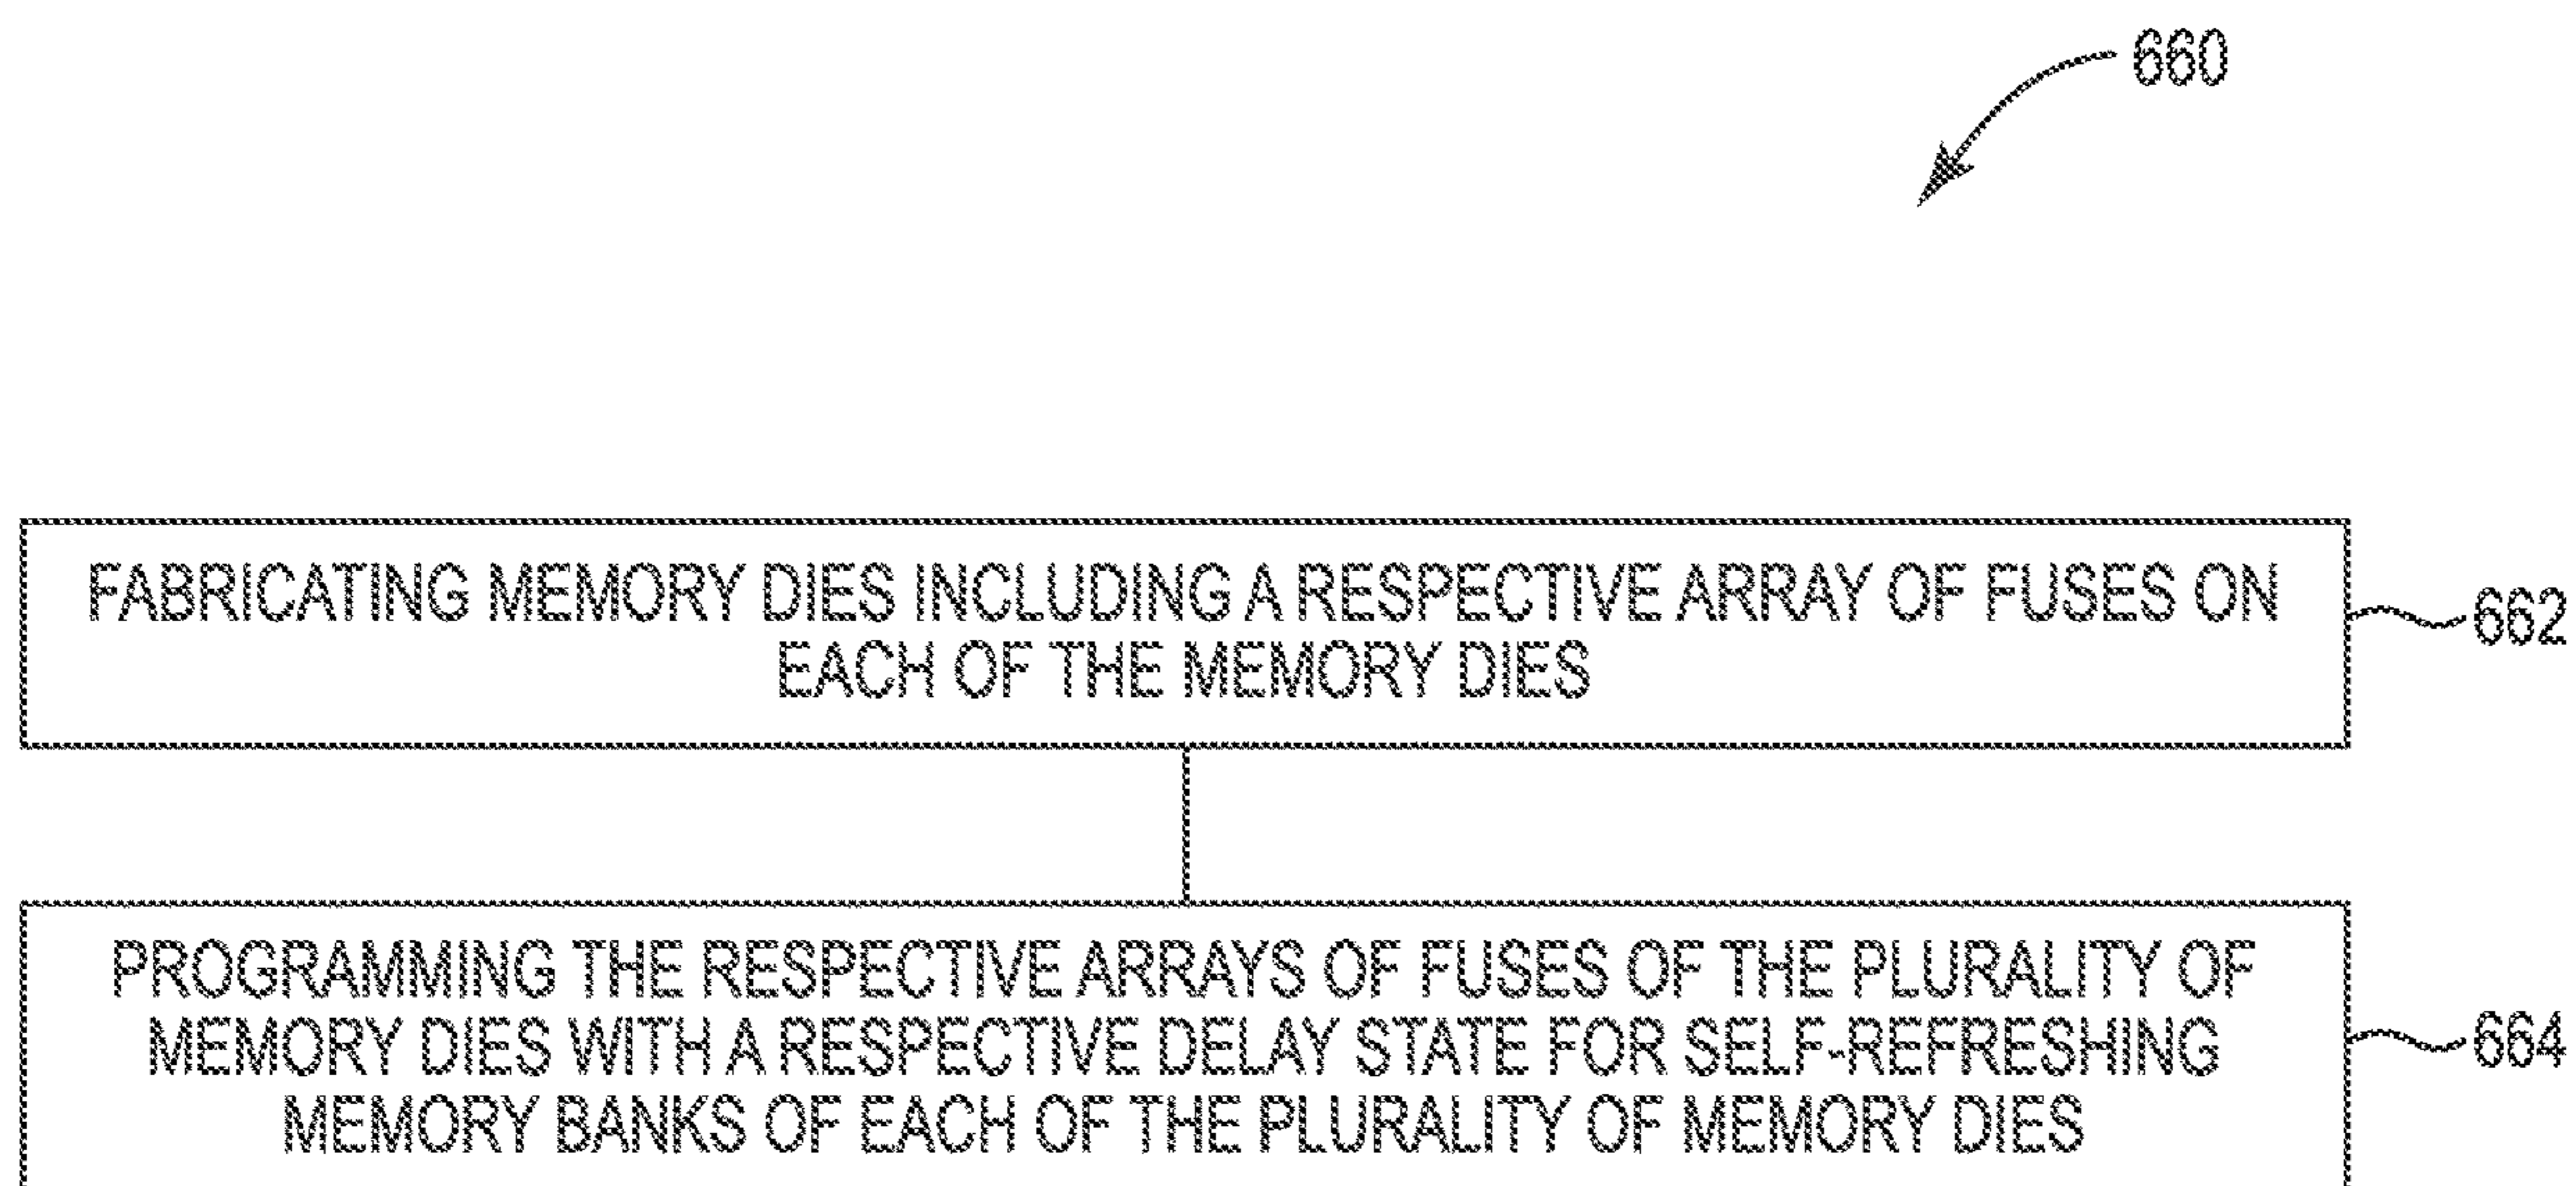 660
FABRICATING MEMORY DIES INCLUDING A RESPECTIVE ARRAY OF FUSES ON
EACH OF THE MEMORY DIES
662
PROGRAMMING THE RESPECTIVE ARRAYS OF FUSES OF THE PLURALITY OF
MEMORY DIES WITH A RESPECTIVE DELAY STATE FOR SELF-REFRESHING
MEMORY BANKS OF EACH OF THE PLURALITY OF MEMORY DIES
664